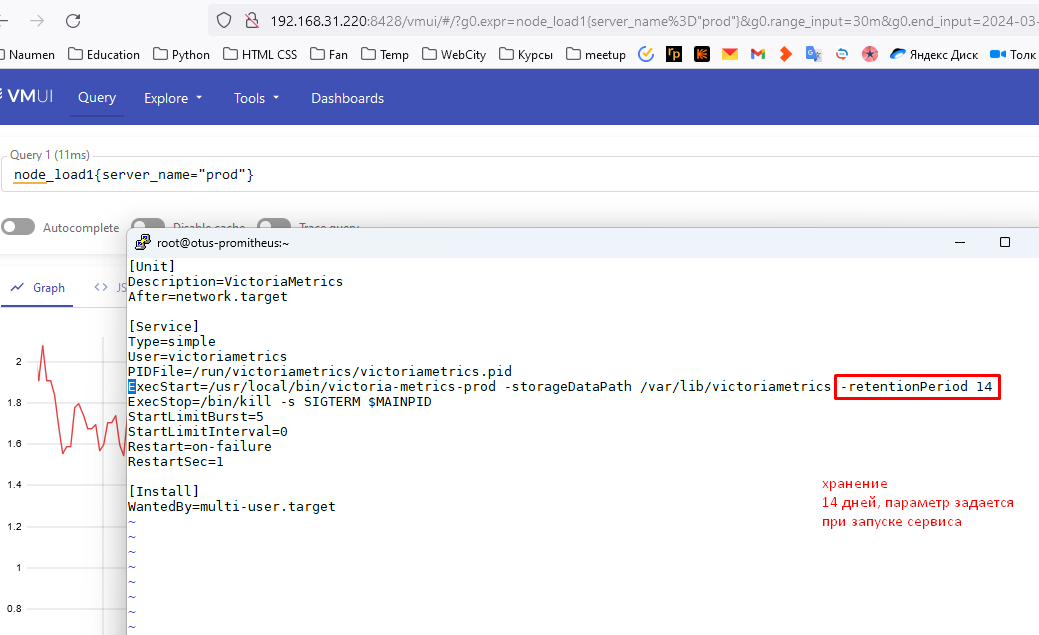 192.168.31.220:8428/vmui/#/?g0.expr=node_load1{server_name%3D"prod"}&g0.range_input=30m&g0.end_input=2024-03-
Naumen Education Python HTML CSS Fan Temp WebCity Курсы meetup Яндекс Диск Толк
VMUI Query Explore Tools Dashboards
Query 1 (11ms)
node_load1{server_name="prod"}
Autocomplete Disable cache Trace query
root@otus-promitheus:~
Graph JS
[Unit]
Description=VictoriaMetrics
After=network.target
[Service]
Type=simple
User=victoriametrics
PIDFile=/run/victoriametrics/victoriametrics.pid
ExecStart=/usr/local/bin/victoria-metrics-prod -storageDataPath /var/lib/victoriametrics -retentionPeriod 14
ExecStop=/bin/kill -s SIGTERM $MAINPID
StartLimitBurst=5
StartLimitInterval=0
Restart=on-failure
RestartSec=1
[Install]
WantedBy=multi-user.target
~
~
~
~
~
~
~
~
2
1.8
1.6
1.4
1.2
1
0.8
хранение
14 дней, параметр задается
при запуске сервиса